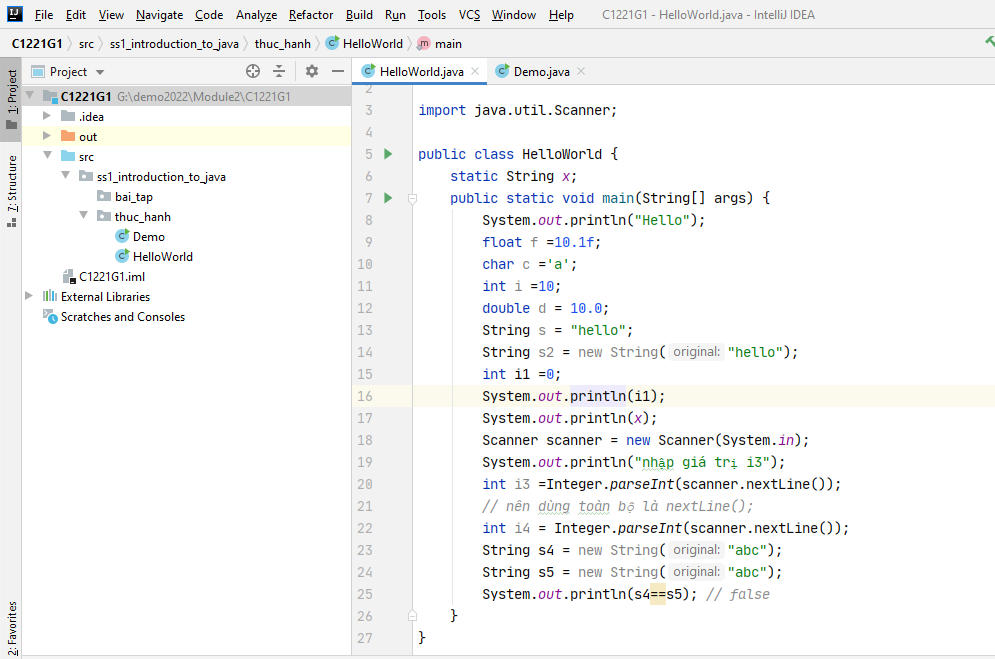 File Edit View Navigate Code Analyze Refactor Build Run Tools VCS Window Help C1221G1 - HelloWorld.java - IntelliJ IDEA
C1221G1 src ss1_introduction_to_java thuc_hanh HelloWorld main
1: Project
7: Structure
2: Favorites
Project
C1221G1 G:\demo2022\Module2\C1221G1
.idea
out
src
ss1_introduction_to_java
bai_tap
thuc_hanh
Demo
HelloWorld
C1221G1.iml
External Libraries
Scratches and Consoles
HelloWorld.java Demo.java
2
3 import java.util.Scanner;
4
5 public class HelloWorld {
6 static String x;
7 public static void main(String[] args) {
8 System.out.println("Hello");
9 float f =10.1f;
10 char c ='a';
11 int i =10;
12 double d = 10.0;
13 String s = "hello";
14 String s2 = new String( original: "hello");
15 int i1 =0;
16 System.out.println(i1);
17 System.out.println(x);
18 Scanner scanner = new Scanner(System.in);
19 System.out.println("nhập giá trị i3");
20 int i3 =Integer.parseInt(scanner.nextLine());
21 // nên dùng toàn bộ là nextLine();
22 int i4 = Integer.parseInt(scanner.nextLine());
23 String s4 = new String( original: "abc");
24 String s5 = new String( original: "abc");
25 System.out.println(s4==s5); // false
26 }
27 }